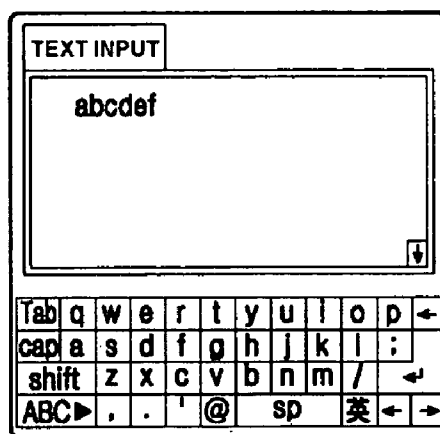 TEXT INPUT
abcdef
↓
Tab q w e r t y u i o p ←
cap a s d f g h j k l ;
shift z x c v b n m / ↵
ABC▶ , . ' @ sp 英 ← →